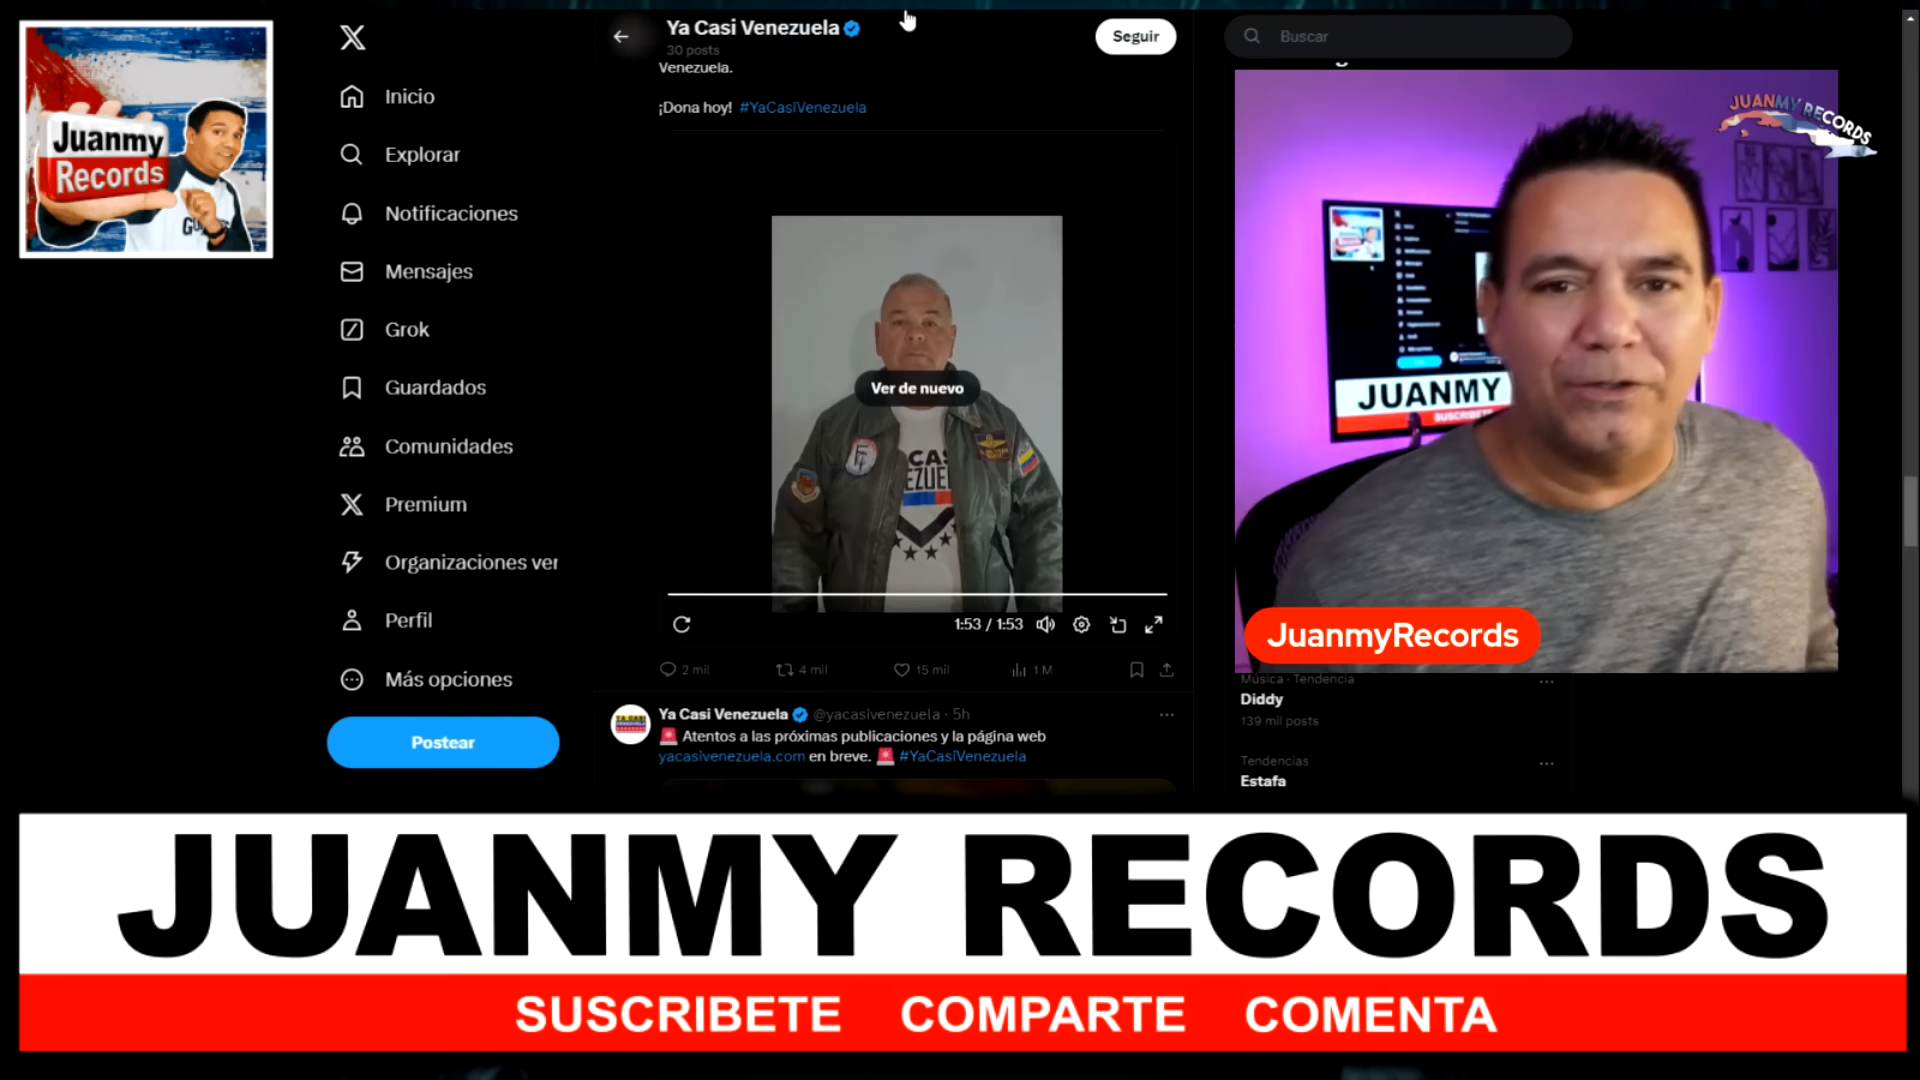 Juanmy
Records
Inicio
Explorar
Notificaciones
Mensajes
Grok
Guardados
Comunidades
Premium
Organizaciones ver
Perfil
Más opciones
Postear
Ya Casi Venezuela
30 posts
Seguir
Venezuela.
¡Dona hoy! #YaCasiVenezuela
Ver de nuevo
1:53 / 1:53
2 mil
4 mil
15 mil
1 M
Ya Casi Venezuela @yacasivenezuela · 5h
Atentos a las próximas publicaciones y la página web
yacasivenezuela.com en breve. #YaCasiVenezuela
Buscar
JUANMY RECORDS
JUANMY
SUSCRIBETE
JuanmyRecords
Música · Tendencia
Diddy
139 mil posts
Tendencias
Estafa
JUANMY RECORDS
SUSCRIBETE COMPARTE COMENTA